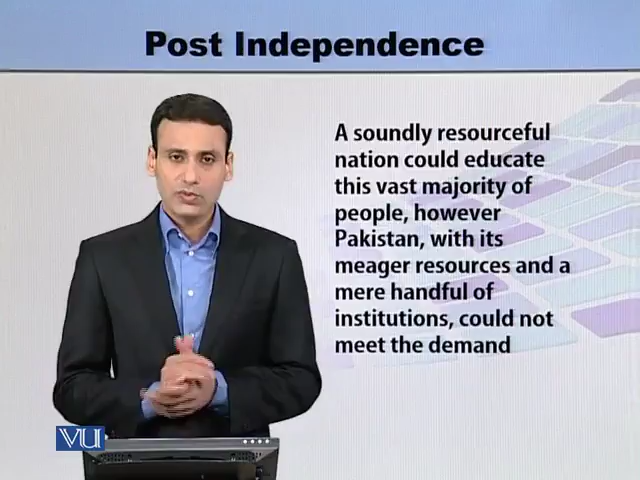 Post Independence
A soundly resourceful
nation could educate
this vast majority of
people, however
Pakistan, with its
meager resources and a
mere handful of
institutions, could not
meet the demand
VU